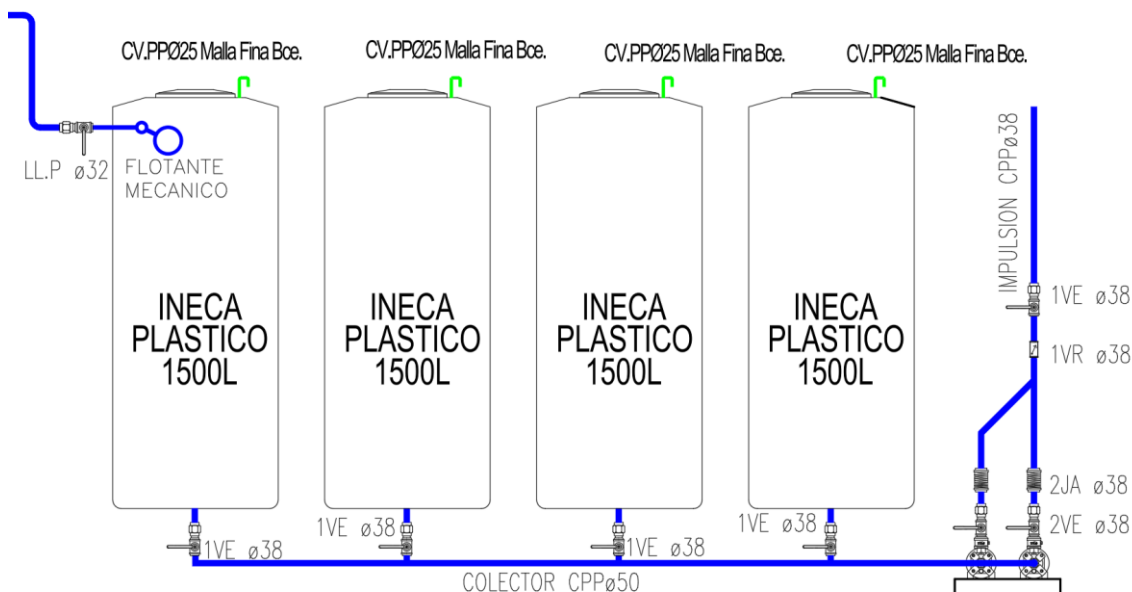 CV.PPØ25 Malla Fina Bce.
CV.PPØ25 Malla Fina Bce.
CV.PPØ25 Malla Fina Bce.
CV.PPØ25 Malla Fina Bce.
LL.P ø32
FLOTANTE
MECANICO
IMPULSION CPPø38
INECA
PLASTICO
1500L
INECA
PLASTICO
1500L
INECA
PLASTICO
1500L
INECA
PLASTICO
1500L
1VE ø38
1VR ø38
2JA ø38
2VE ø38
1VE ø38
1VE ø38
1VE ø38
1VE ø38
COLECTOR CPPø50